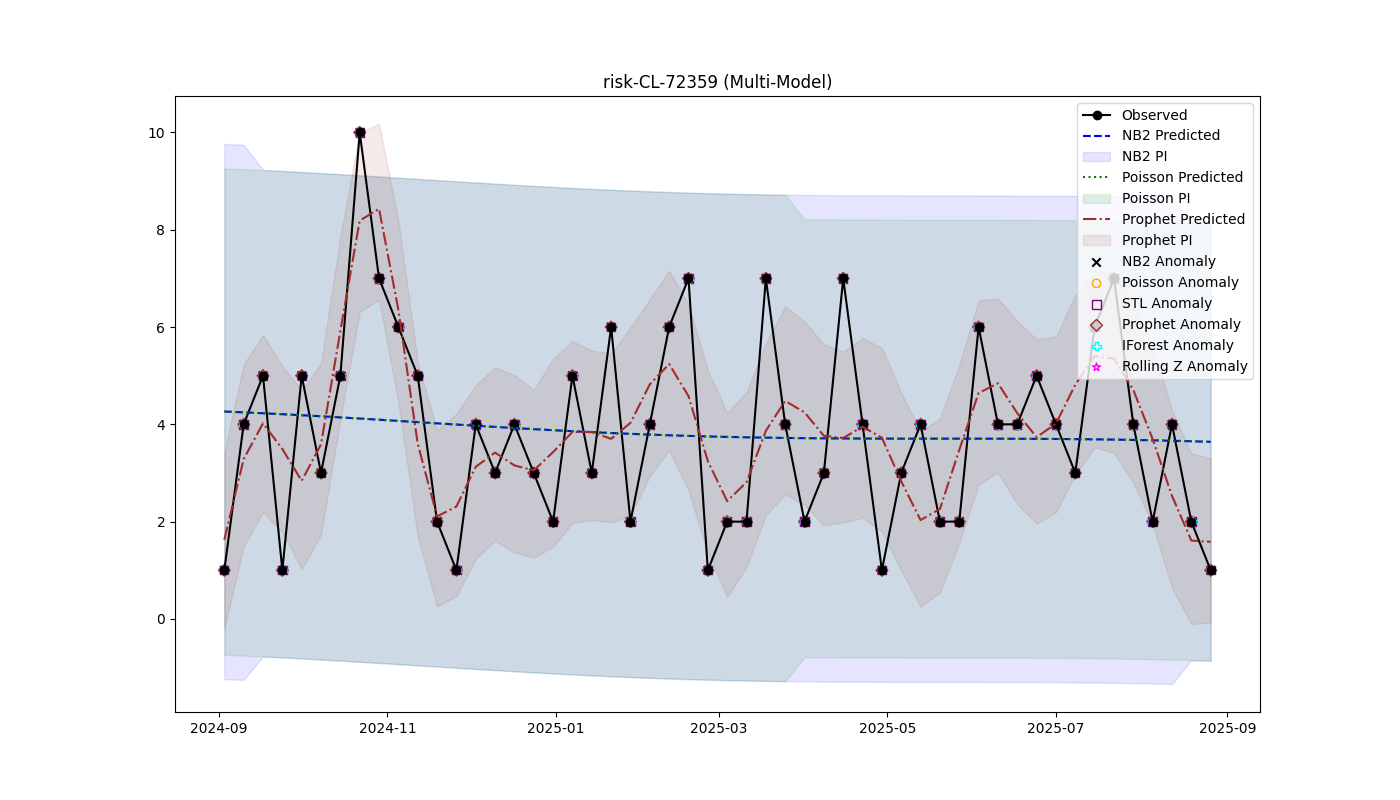 risk-CL-72359 (Multi-Model)
10
8
6
4
2
0
2024-09
2024-11
2025-01
2025-03
2025-05
2025-07
2025-09
Observed
NB2 Predicted
NB2 PI
Poisson Predicted
Poisson PI
Prophet Predicted
Prophet PI
NB2 Anomaly
Poisson Anomaly
STL Anomaly
Prophet Anomaly
IForest Anomaly
Rolling Z Anomaly